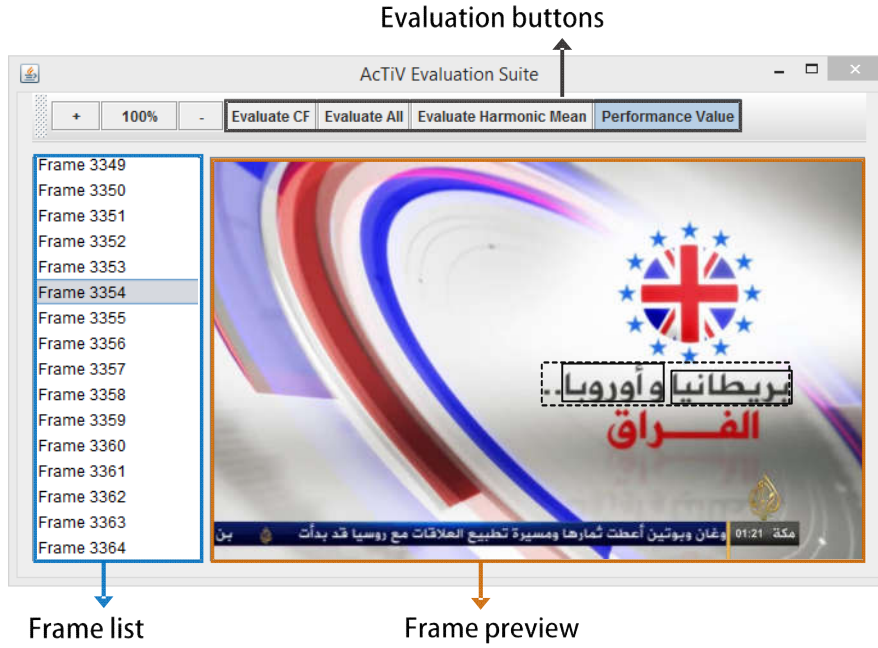 Evaluation buttons
AcTiV Evaluation Suite
+ 100% - Evaluate CF Evaluate All Evaluate Harmonic Mean Performance Value
Frame 3349
Frame 3350
Frame 3351
Frame 3352
Frame 3353
Frame 3354
Frame 3355
Frame 3356
Frame 3357
Frame 3358
Frame 3359
Frame 3360
Frame 3361
Frame 3362
Frame 3363
Frame 3364
بريطانيا و أوروبا..
الفـــراق
مكة 01:21 وغان وبوتين أعطت ثمارها ومسيرة تطبيع العلاقات مع روسيا قد بدأت بن
Frame list
Frame preview